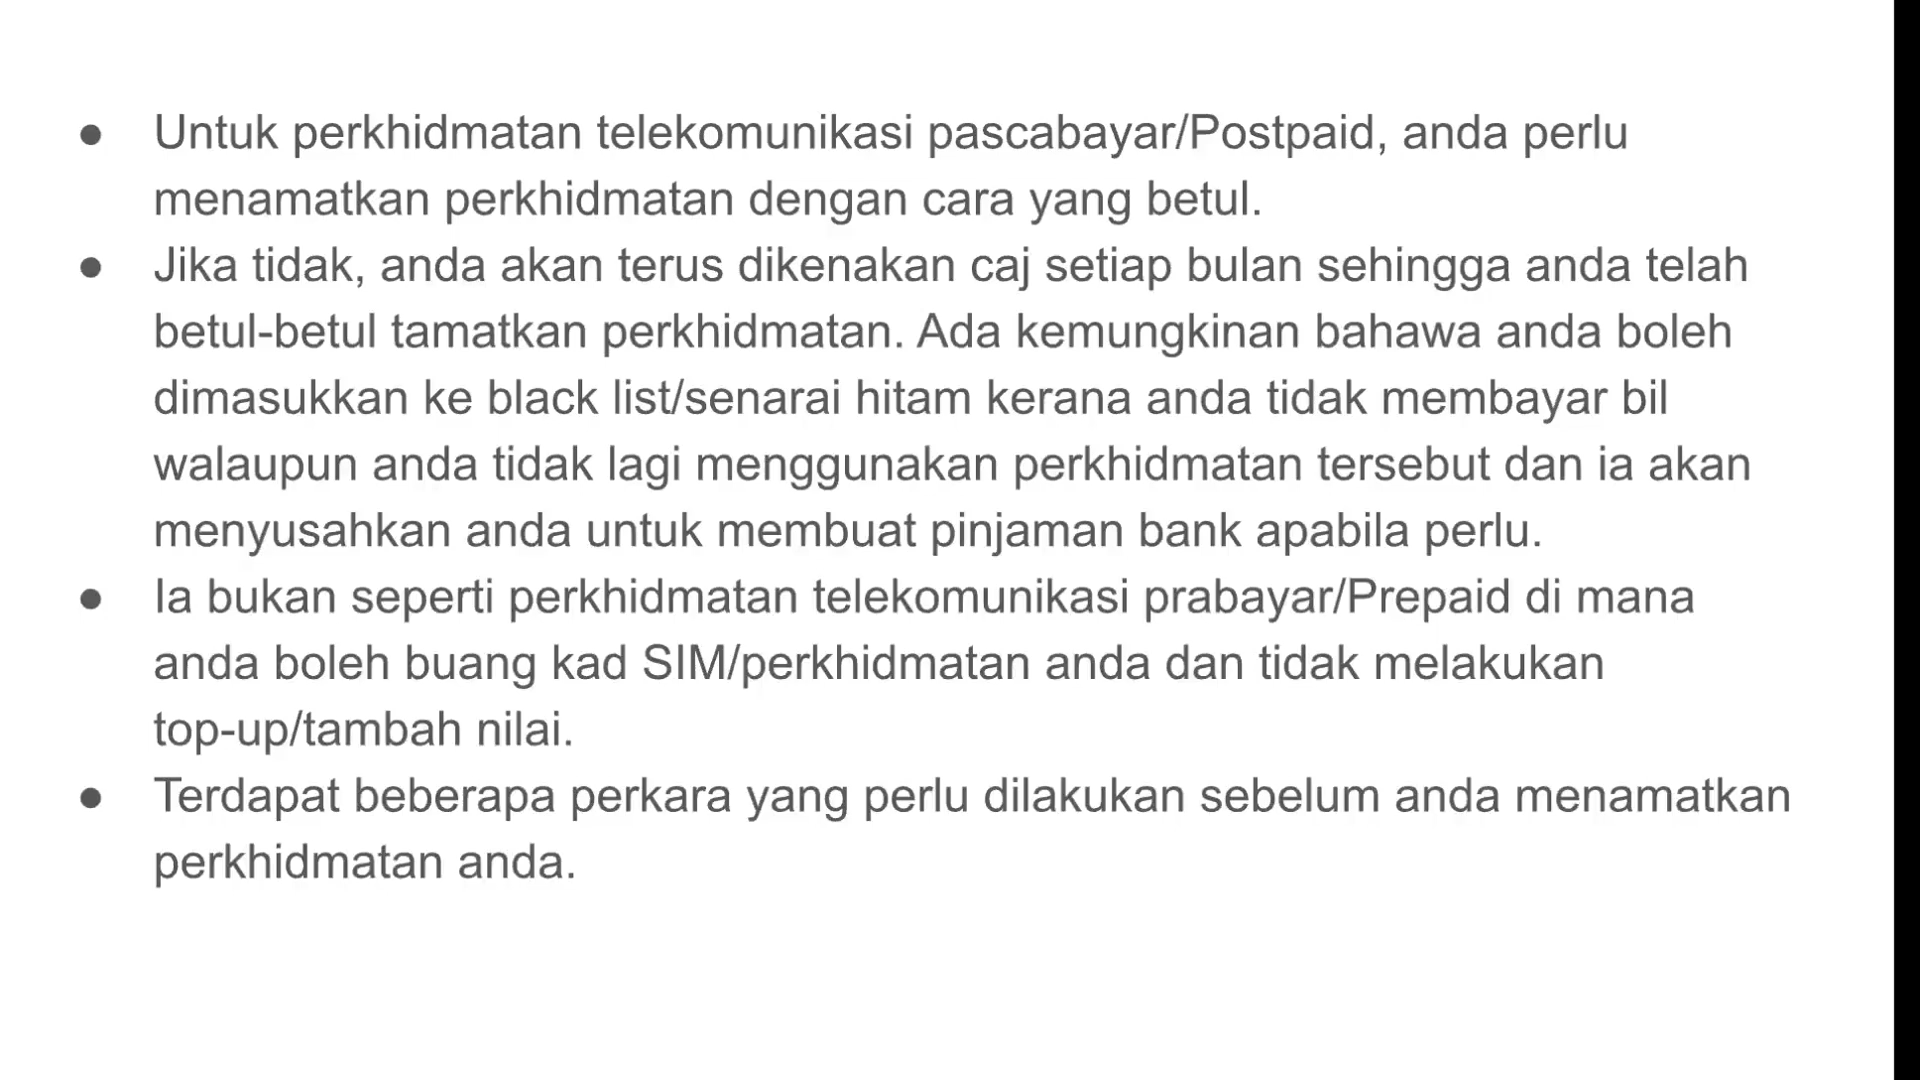 ● Untuk perkhidmatan telekomunikasi pascabayar/Postpaid, anda perlu
menamatkan perkhidmatan dengan cara yang betul.
● Jika tidak, anda akan terus dikenakan caj setiap bulan sehingga anda telah
betul-betul tamatkan perkhidmatan. Ada kemungkinan bahawa anda boleh
dimasukkan ke black list/senarai hitam kerana anda tidak membayar bil
walaupun anda tidak lagi menggunakan perkhidmatan tersebut dan ia akan
menyusahkan anda untuk membuat pinjaman bank apabila perlu.
● Ia bukan seperti perkhidmatan telekomunikasi prabayar/Prepaid di mana
anda boleh buang kad SIM/perkhidmatan anda dan tidak melakukan
top-up/tambah nilai.
● Terdapat beberapa perkara yang perlu dilakukan sebelum anda menamatkan
perkhidmatan anda.